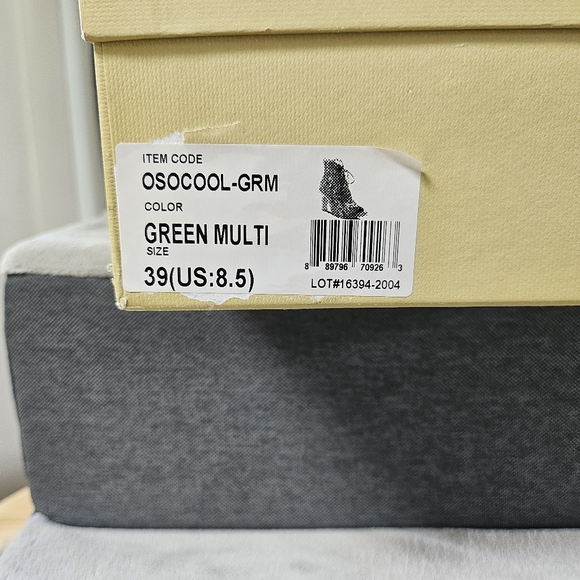 ITEM CODE
OSOCOOL-GRM
COLOR
GREEN MULTI
SIZE
39(US:8.5)
8 89796 70926 3
LOT#16394-2004